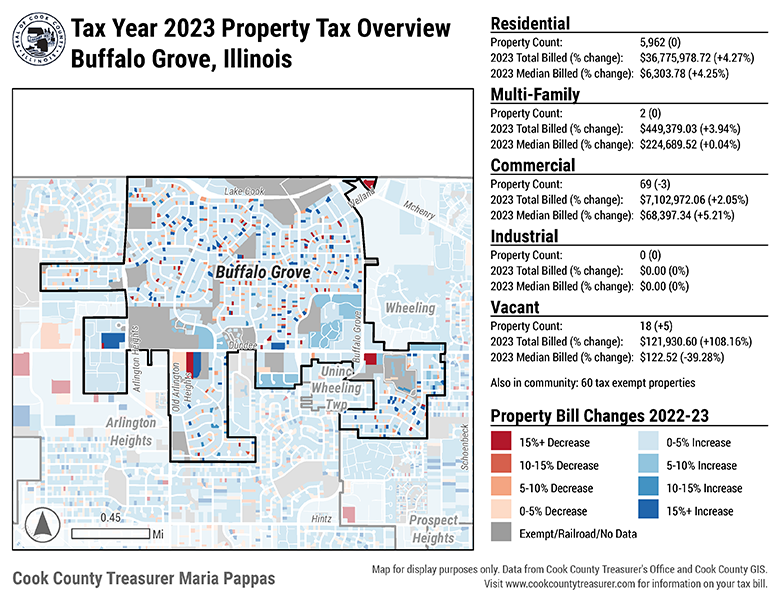 Tax Year 2023 Property Tax Overview
Buffalo Grove, Illinois
Residential
Property Count: 5,962 (0)
2023 Total Billed (% change): $36,775,978.72 (+4.27%)
2023 Median Billed (% change): $6,303.78 (+4.25%)
Multi-Family
Property Count: 2 (0)
2023 Total Billed (% change): $449,379.03 (+3.94%)
2023 Median Billed (% change): $224,689.52 (+0.04%)
Commercial
Property Count: 69 (-3)
2023 Total Billed (% change): $7,102,972.06 (+2.05%)
2023 Median Billed (% change): $68,397.34 (+5.21%)
Industrial
Property Count: 0 (0)
2023 Total Billed (% change): $0.00 (0%)
2023 Median Billed (% change): $0.00 (0%)
Vacant
Property Count: 18 (+5)
2023 Total Billed (% change): $121,930.60 (+108.16%)
2023 Median Billed (% change): $122.52 (-39.28%)
Also in community: 60 tax exempt properties
Property Bill Changes 2022-23
15%+ Decrease
10-15% Decrease
5-10% Decrease
0-5% Decrease
Exempt/Railroad/No Data
0-5% Increase
5-10% Increase
10-15% Increase
15%+ Increase
Lake Cook
Weiland
Mchenry
Buffalo Grove
Wheeling
Arlington Heights
Dundee
Buffalo Grove
Old Arlington
Heights
Uninc
Wheeling
Twp
Arlington
Heights
Schoenbeck
0.45
Mi
Hintz
Prospect
Heights
Cook County Treasurer Maria Pappas
Map for display purposes only. Data from Cook County Treasurer's Office and Cook County GIS.
Visit www.cookcountytreasurer.com for information on your tax bill.